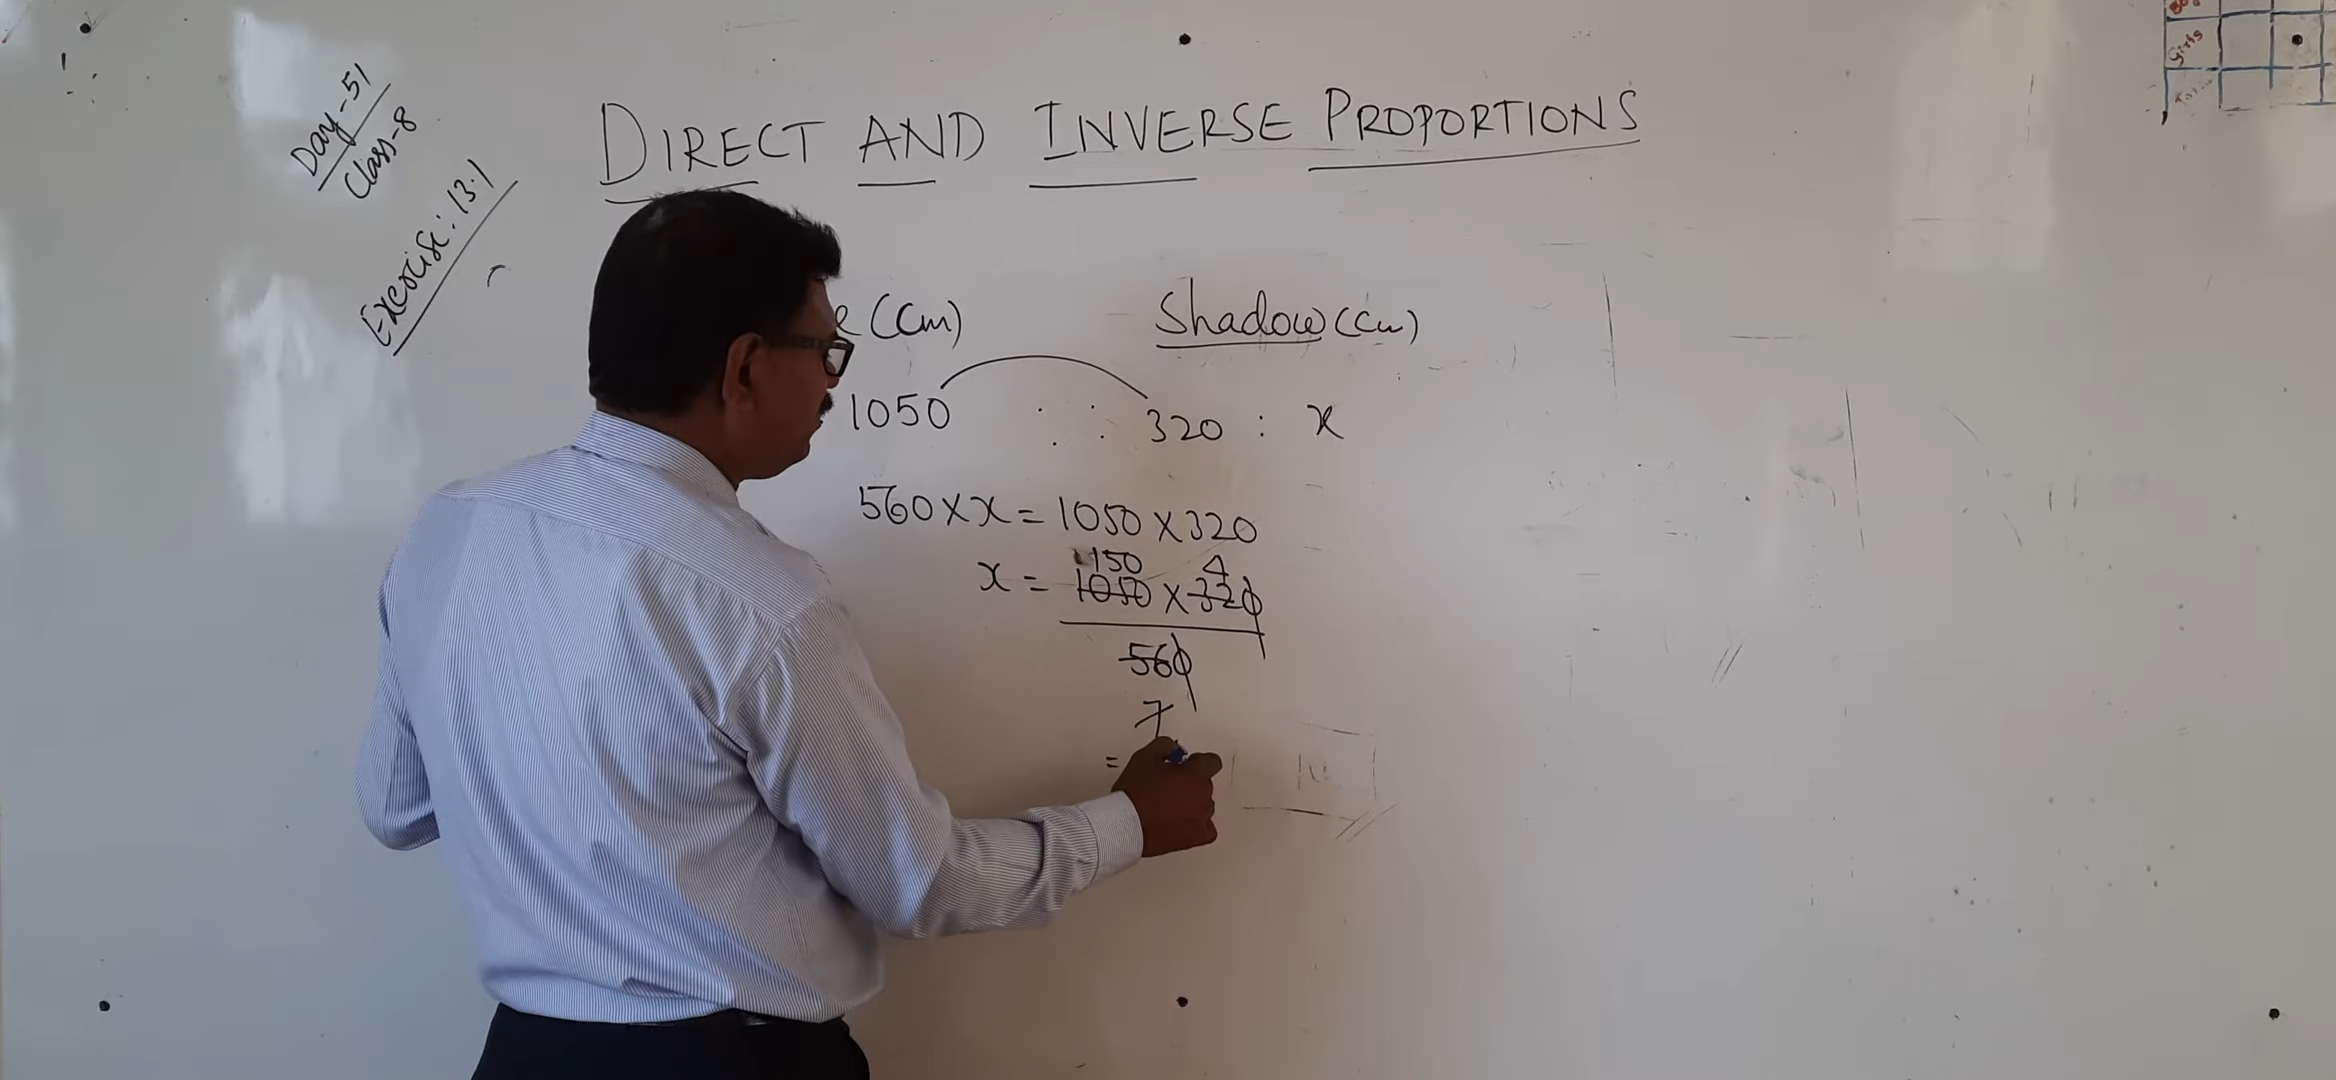 Day-51
Class-8
Exercise: 13.1
DIRECT AND INVERSE PROPORTIONS
(Cm)
Shadow (Cm)
1050 :: 320 : x
560 × x = 1050 × 320
150 4
x = 1050 × 320
560
7
=
Girls